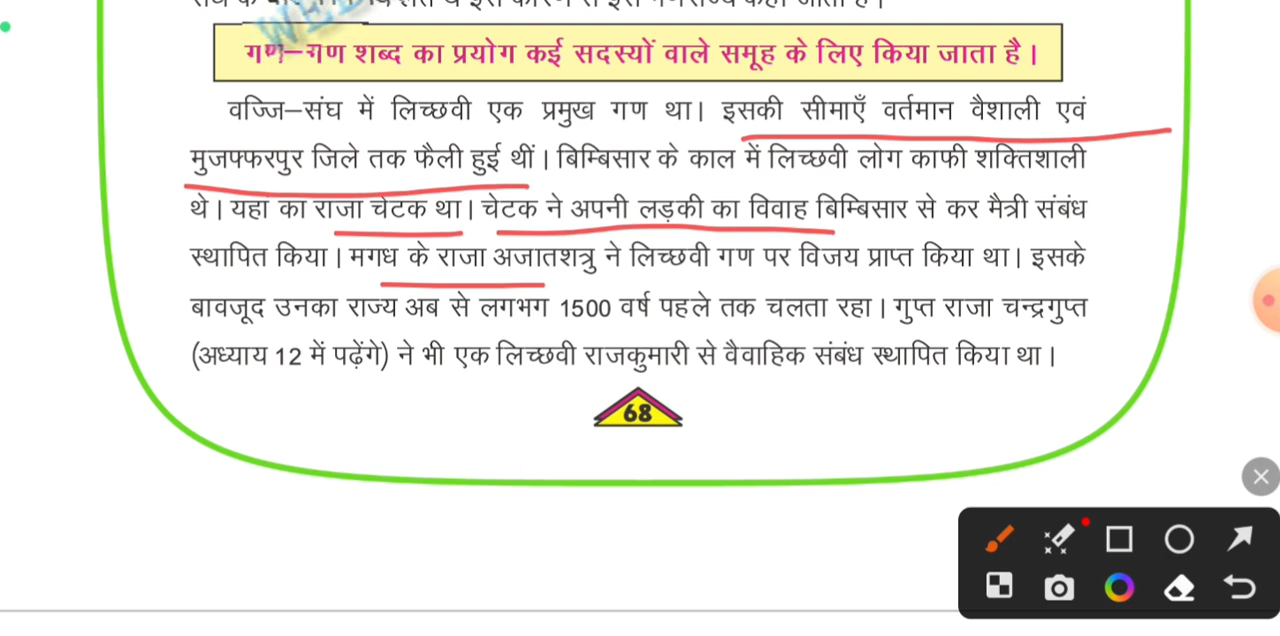 गण–गण शब्द का प्रयोग कई सदस्यों वाले समूह के लिए किया जाता है।
वज्जि–संघ में लिच्छवी एक प्रमुख गण था। इसकी सीमाएँ वर्तमान वैशाली एवं
मुजफ्फरपुर जिले तक फैली हुई थीं। बिम्बिसार के काल में लिच्छवी लोग काफी शक्तिशाली
थे। यहा का राजा चेटक था। चेटक ने अपनी लड़की का विवाह बिम्बिसार से कर मैत्री संबंध
स्थापित किया। मगध के राजा अजातशत्रु ने लिच्छवी गण पर विजय प्राप्त किया था। इसके
बावजूद उनका राज्य अब से लगभग 1500 वर्ष पहले तक चलता रहा। गुप्त राजा चन्द्रगुप्त
(अध्याय 12 में पढ़ेंगे) ने भी एक लिच्छवी राजकुमारी से वैवाहिक संबंध स्थापित किया था।
68